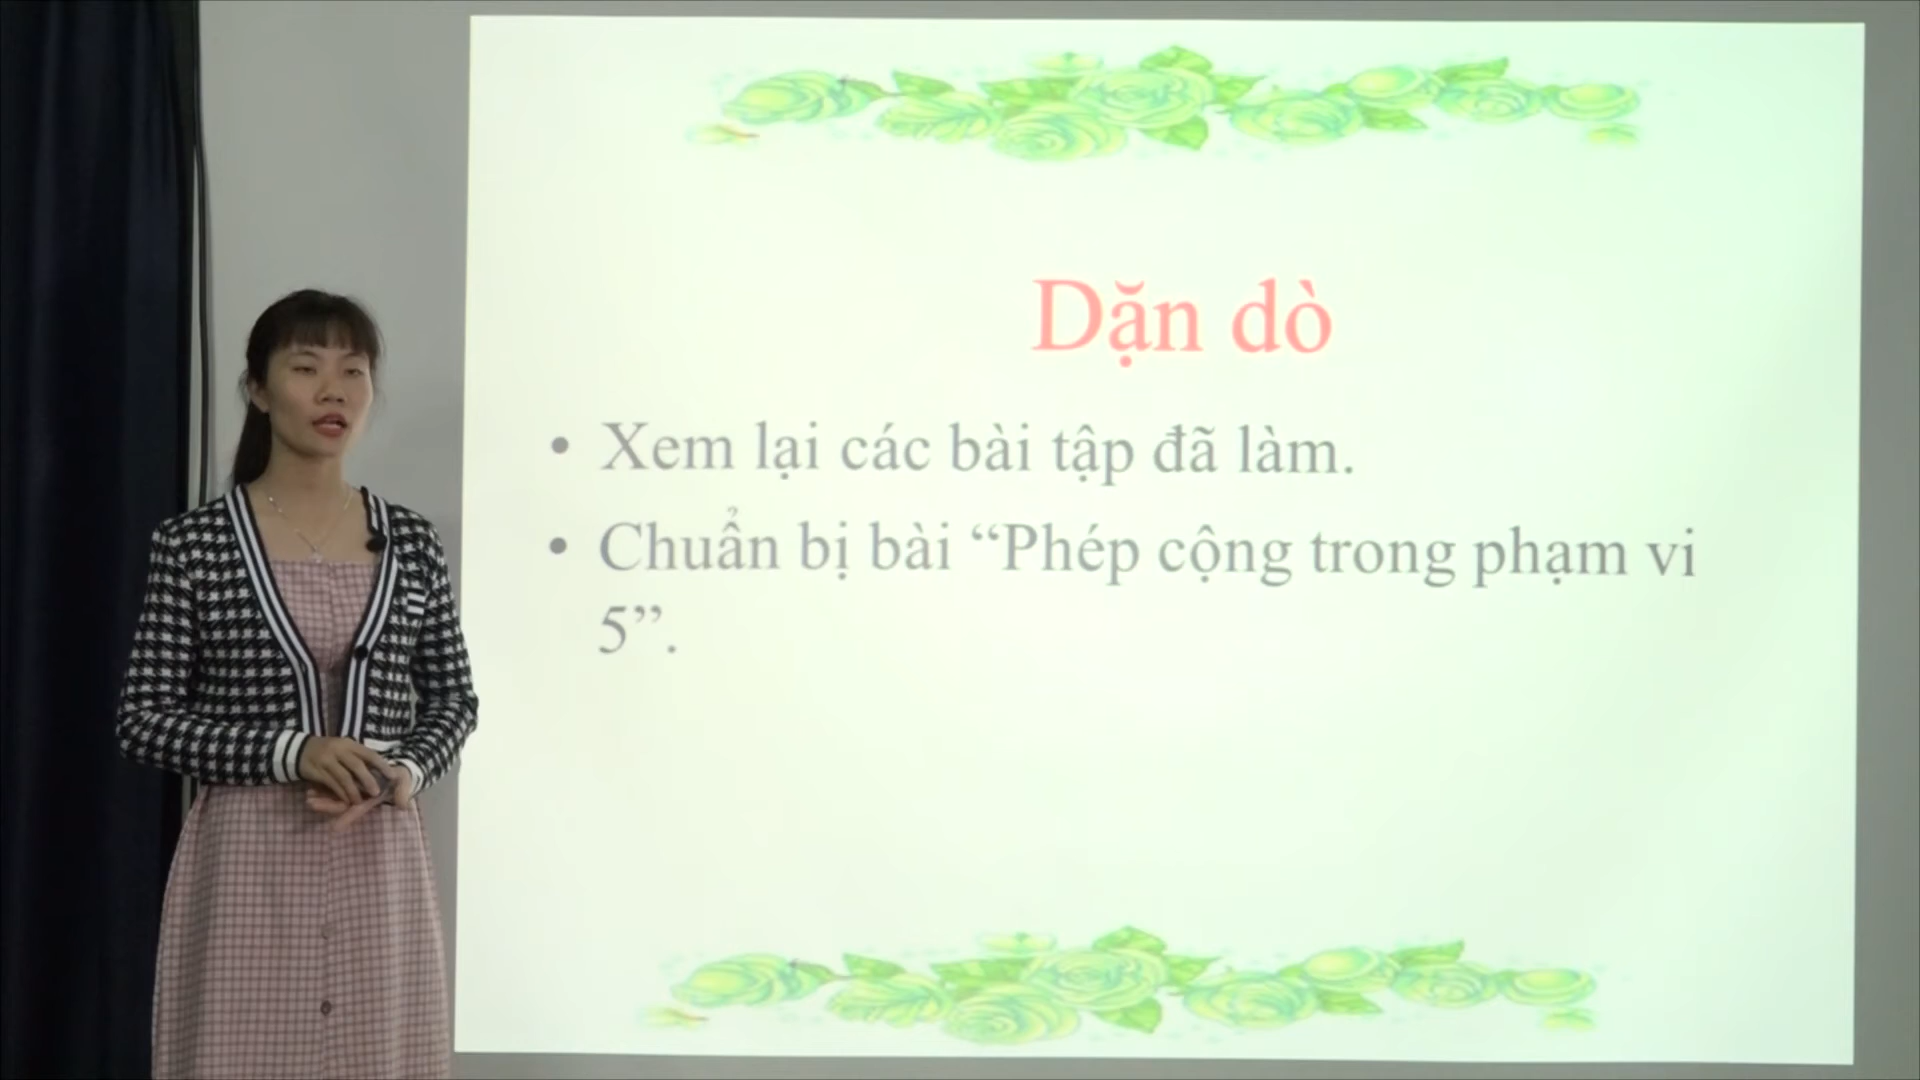 Dặn dò
• Xem lại các bài tập đã làm.
• Chuẩn bị bài “Phép cộng trong phạm vi
5”.